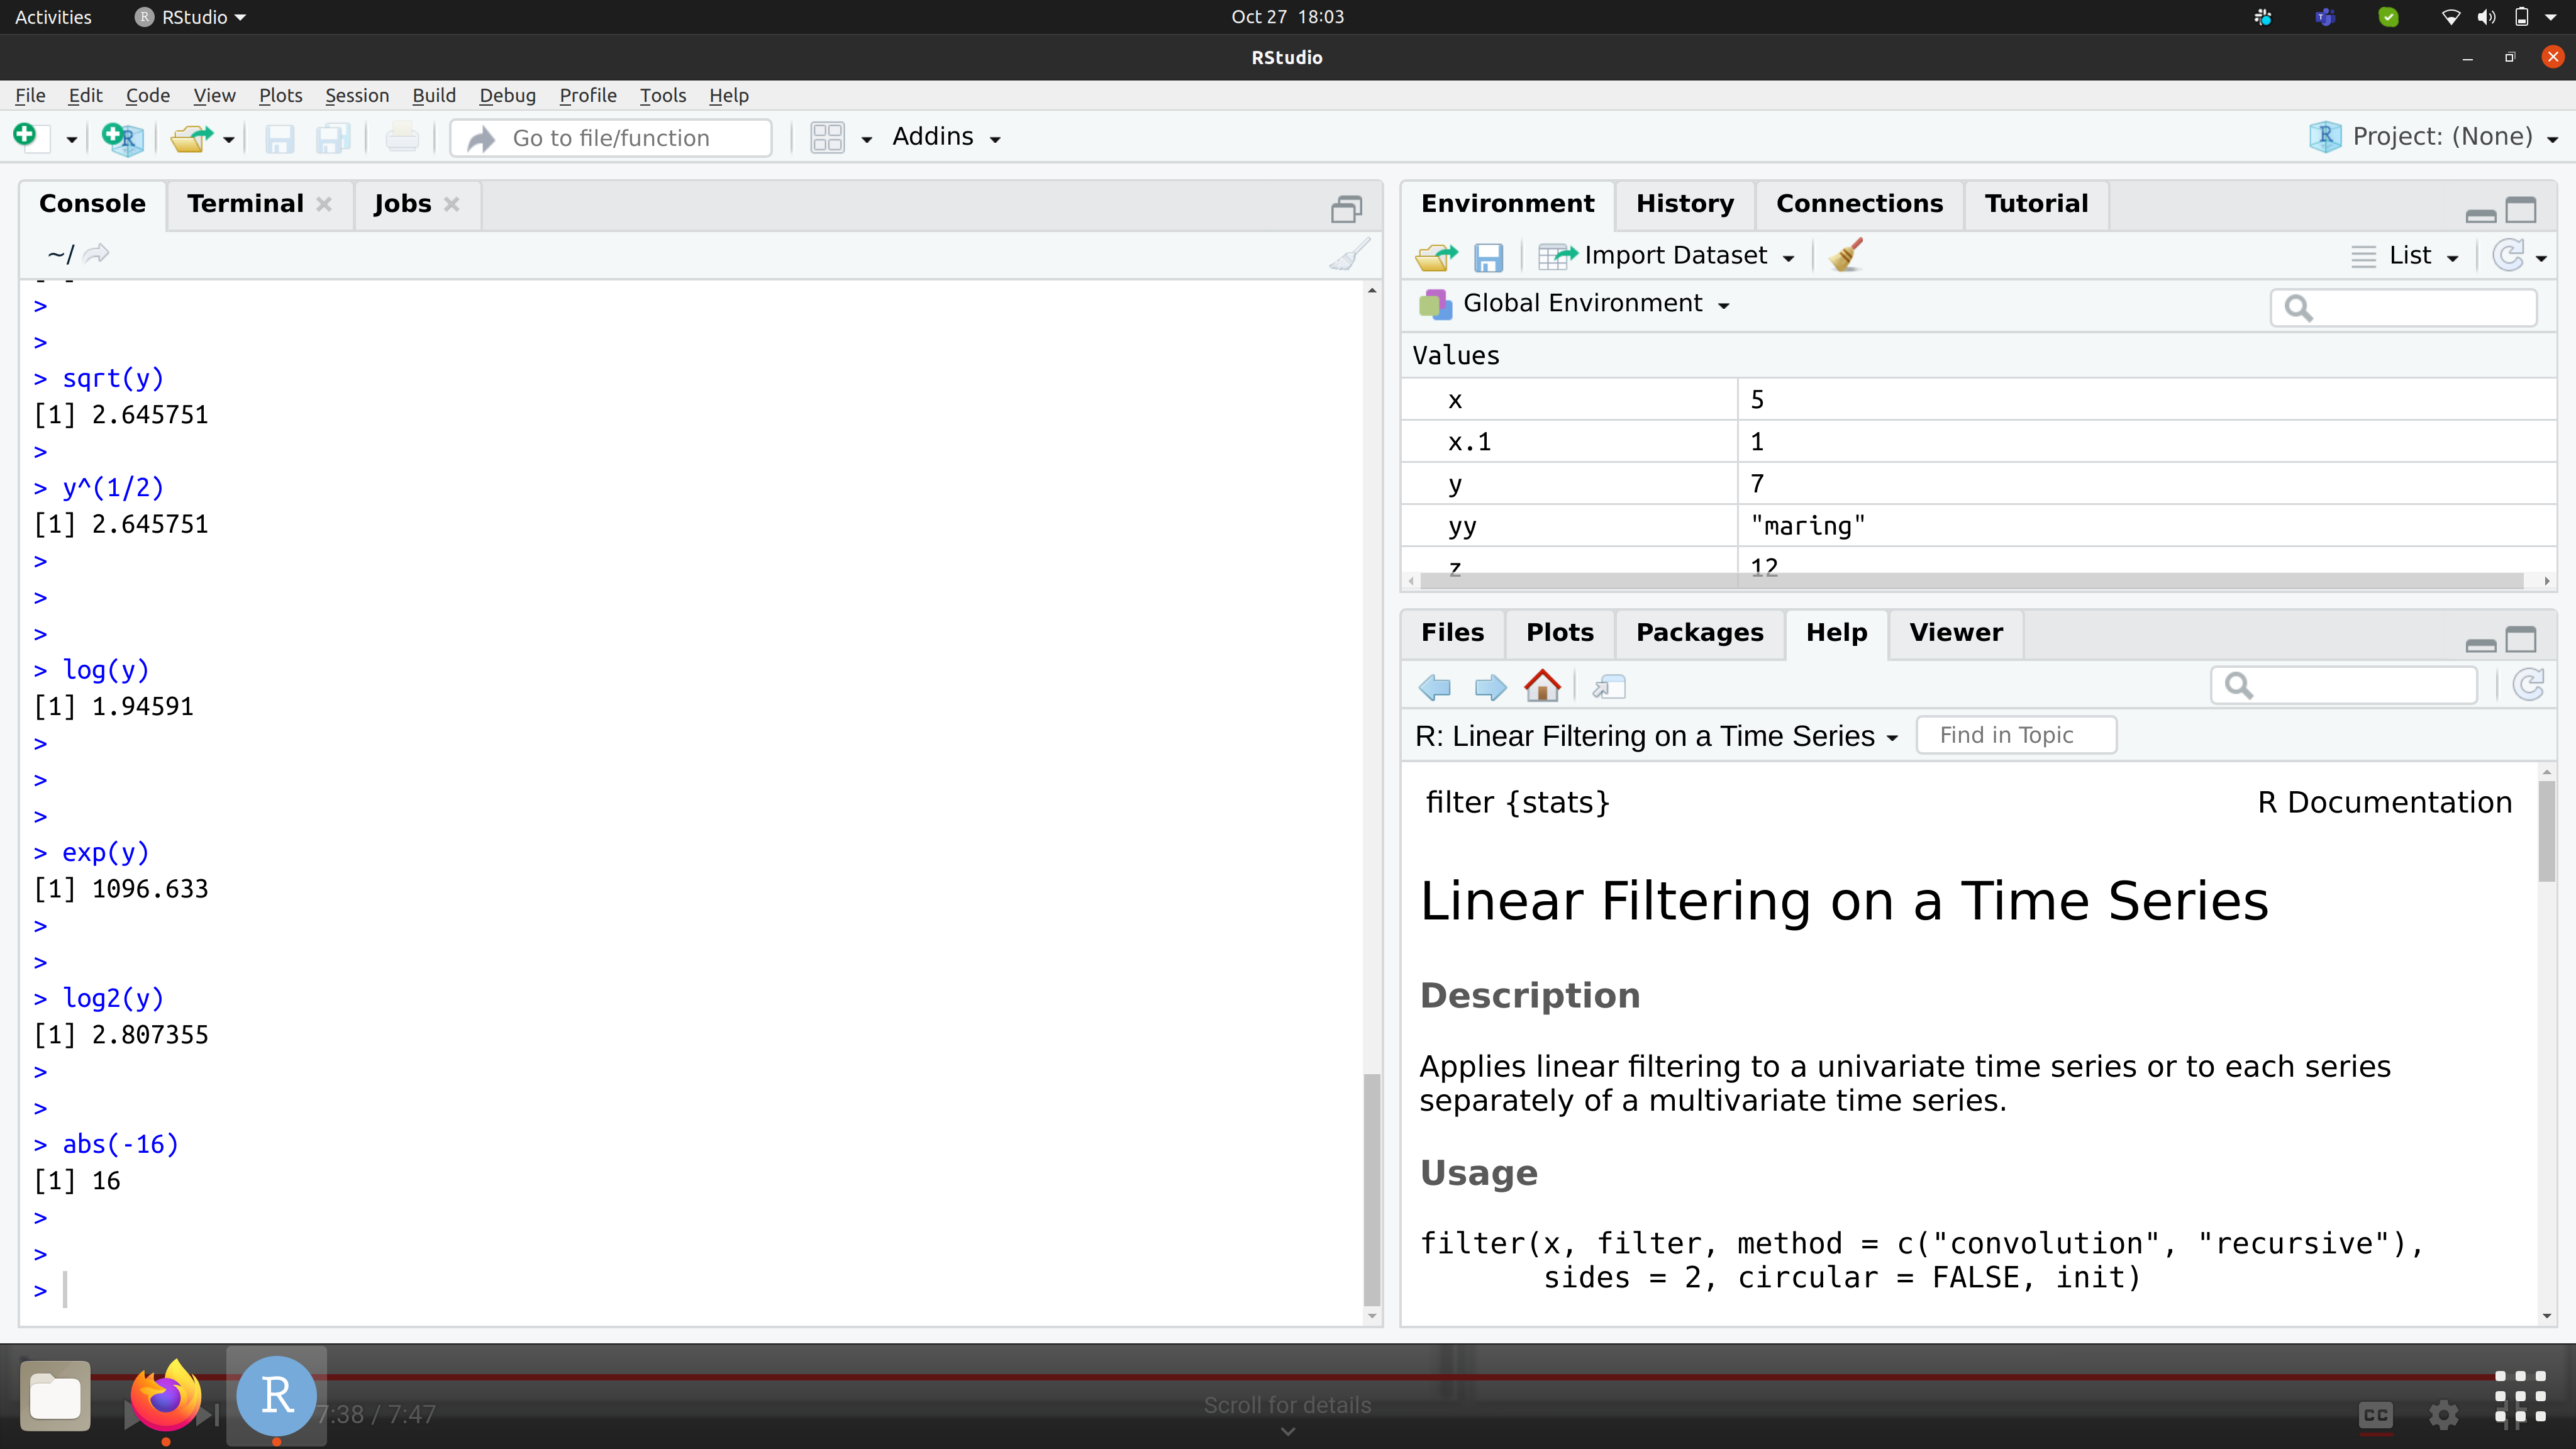 Activities RStudio Oct 27 18:03
RStudio
File Edit Code View Plots Session Build Debug Profile Tools Help
Go to file/function Addins Project: (None)
Console Terminal Jobs
~/
>
>
> sqrt(y)
[1] 2.645751
>
> y^(1/2)
[1] 2.645751
>
>
>
> log(y)
[1] 1.94591
>
>
>
> exp(y)
[1] 1096.633
>
>
> log2(y)
[1] 2.807355
>
>
> abs(-16)
[1] 16
>
>
>
Environment History Connections Tutorial
Import Dataset List
Global Environment
Values
x 5
x.1 1
y 7
yy "maring"
z 12
Files Plots Packages Help Viewer
R: Linear Filtering on a Time Series Find in Topic
filter {stats} R Documentation
Linear Filtering on a Time Series
Description
Applies linear filtering to a univariate time series or to each series
separately of a multivariate time series.
Usage
filter(x, filter, method = c("convolution", "recursive"),
sides = 2, circular = FALSE, init)
R
7:38 / 7:47 Scroll for details CC